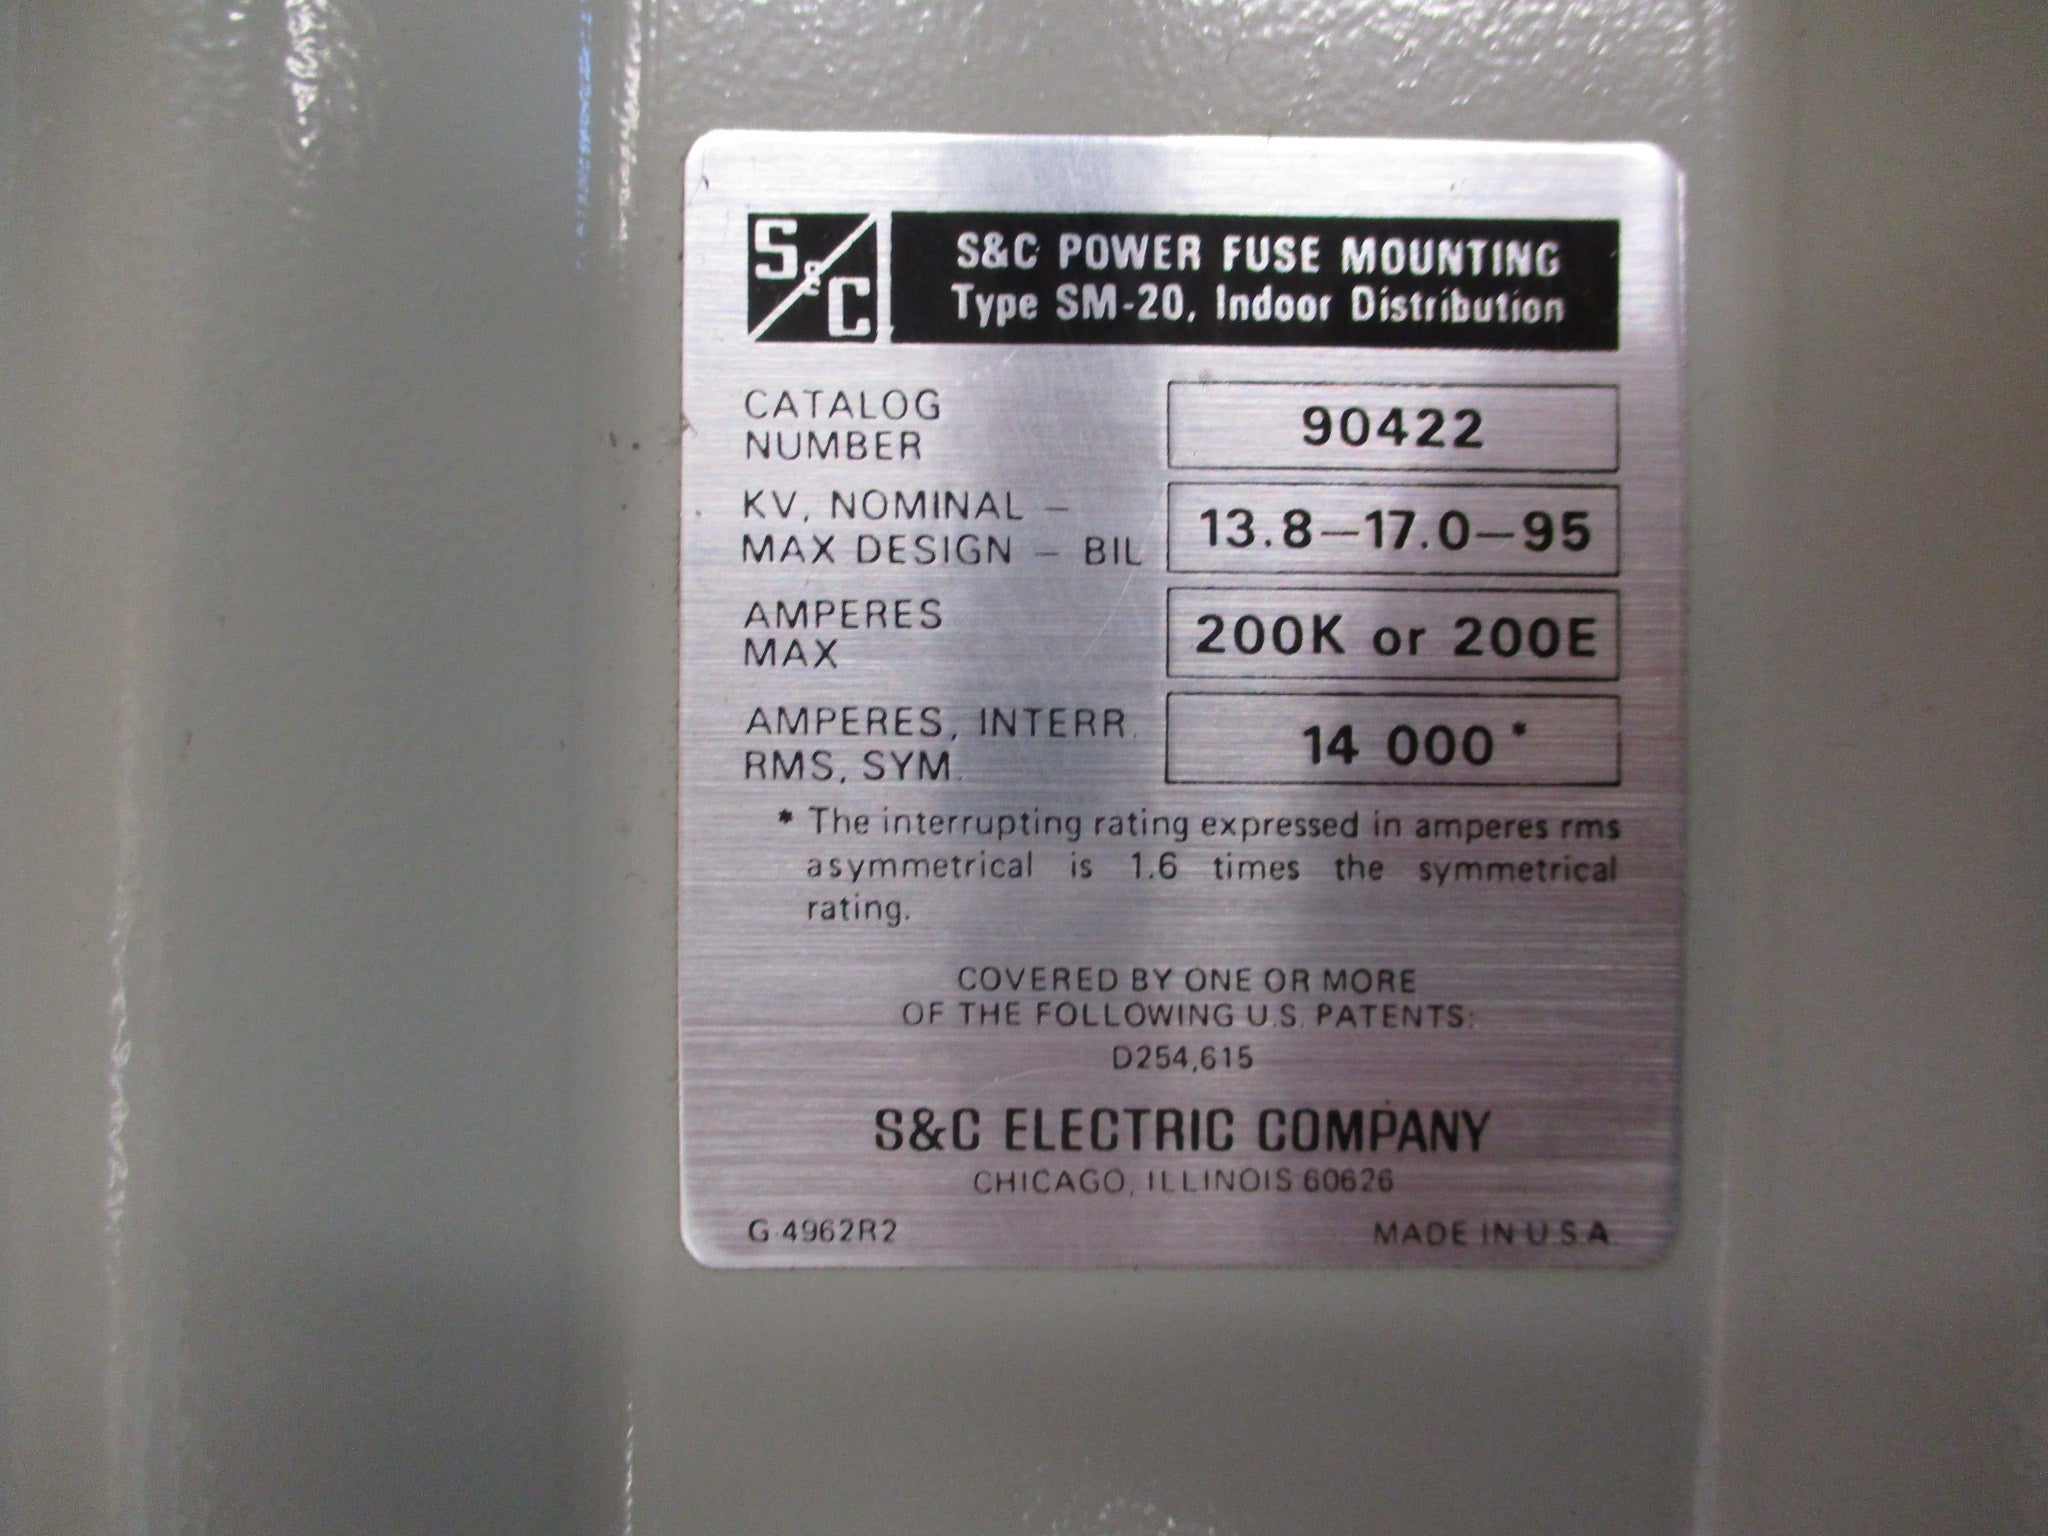 S&C
S&C POWER FUSE MOUNTING
Type SM-20, Indoor Distribution
CATALOG
NUMBER
90422
KV, NOMINAL –
MAX DESIGN – BIL
13.8–17.0–95
AMPERES
MAX
200K or 200E
AMPERES, INTERR.
RMS, SYM.
14 000*
* The interrupting rating expressed in amperes rms
asymmetrical is 1.6 times the symmetrical
rating.
COVERED BY ONE OR MORE
OF THE FOLLOWING U.S. PATENTS:
D254,615
S&C ELECTRIC COMPANY
CHICAGO, ILLINOIS 60626
G-4962R2
MADE IN U.S.A.